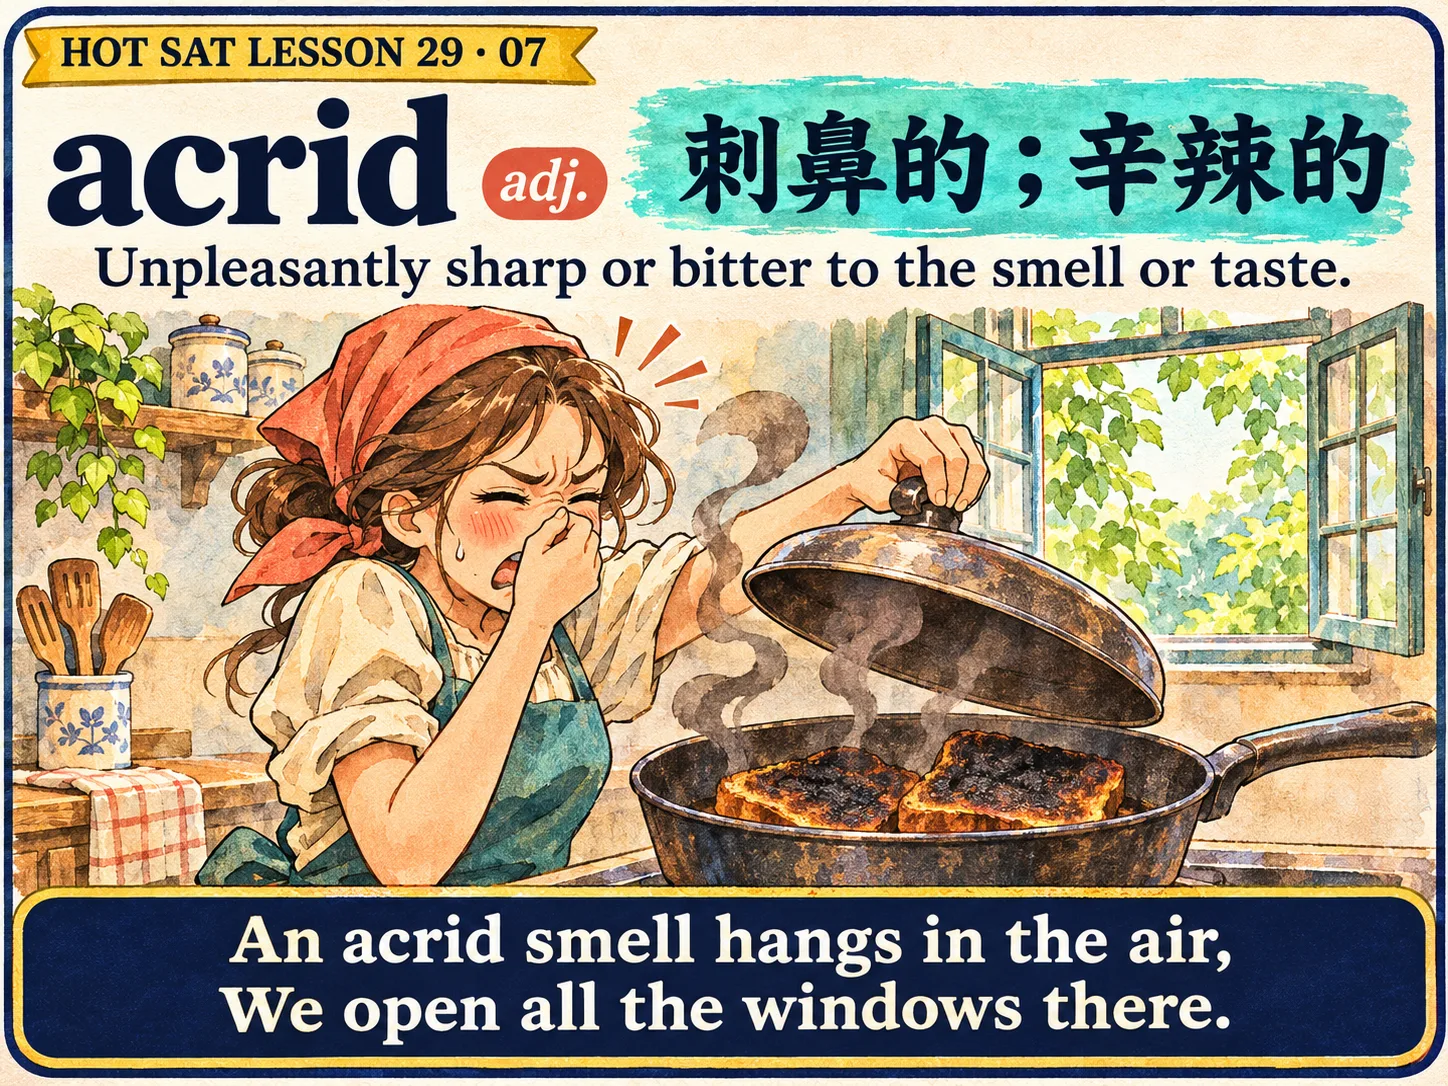 HOT SAT LESSON 29 · 07
acrid adj. 刺鼻的；辛辣的
Unpleasantly sharp or bitter to the smell or taste.
An acrid smell hangs in the air,
We open all the windows there.